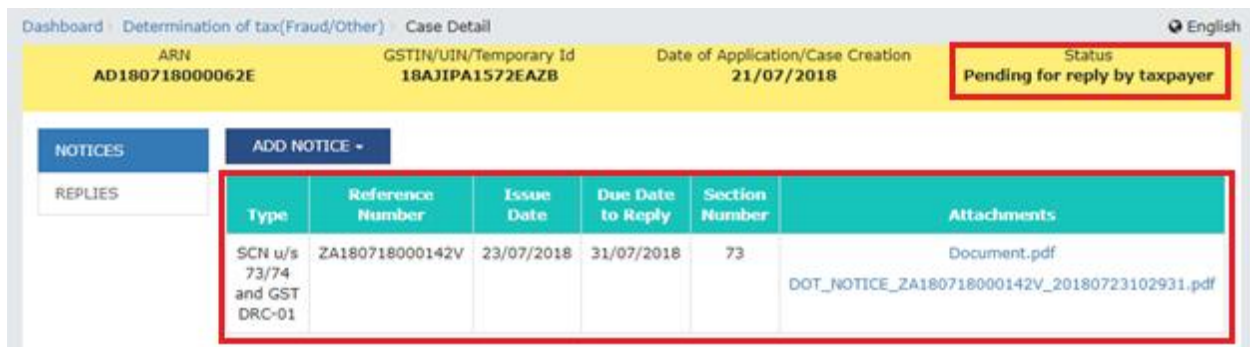 Dashboard Determination of tax(Fraud/Other) Case Detail English
ARN GSTIN/UIN/Temporary Id Date of Application/Case Creation Status
AD180718000062E 18AJIPA1572EAZB 21/07/2018 Pending for reply by taxpayer
NOTICES ADD NOTICE
REPLIES
Type Reference Number Issue Date Due Date to Reply Section Number Attachments
SCN u/s 73/74 and GST DRC-01 ZA180718000142V 23/07/2018 31/07/2018 73 Document.pdf
DOT_NOTICE_ZA180718000142V_20180723102931.pdf